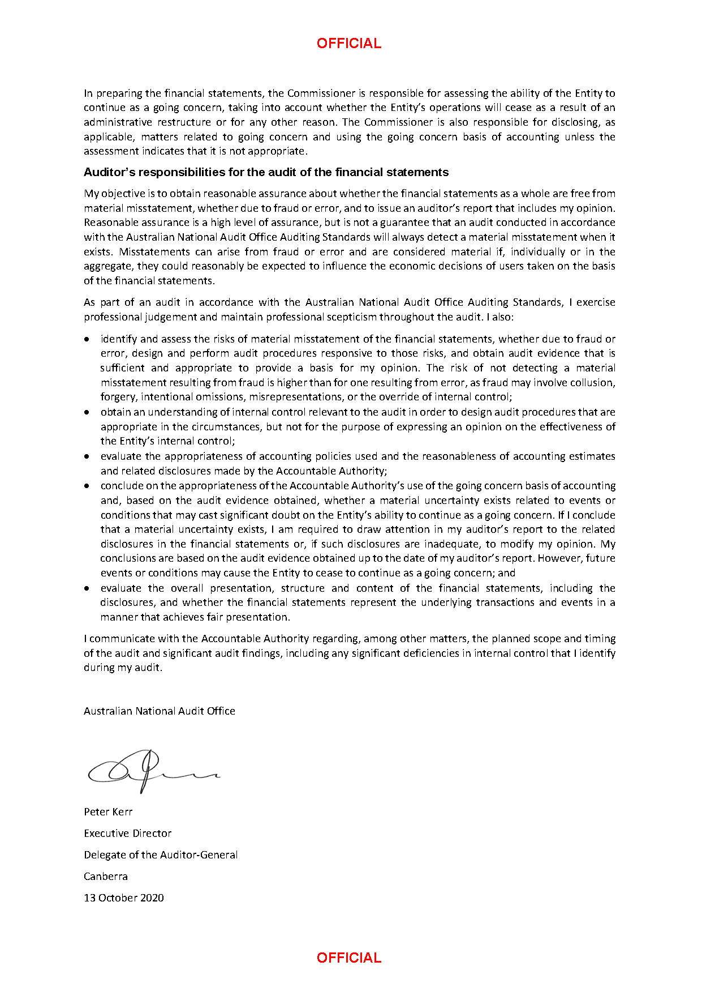 OFFICIAL
In preparing the financial statements, the Commissioner is responsible for assessing the ability of the Entity to
continue as a going concern, taking into account whether the Entity’s operations will cease as a result of an
administrative restructure or for any other reason. The Commissioner is also responsible for disclosing, as
applicable, matters related to going concern and using the going concern basis of accounting unless the
assessment indicates that it is not appropriate.
Auditor’s responsibilities for the audit of the financial statements
My objective is to obtain reasonable assurance about whether the financial statements as a whole are free from
material misstatement, whether due to fraud or error, and to issue an auditor’s report that includes my opinion.
Reasonable assurance is a high level of assurance, but is not a guarantee that an audit conducted in accordance
with the Australian National Audit Office Auditing Standards will always detect a material misstatement when it
exists. Misstatements can arise from fraud or error and are considered material if, individually or in the
aggregate, they could reasonably be expected to influence the economic decisions of users taken on the basis
of the financial statements.
As part of an audit in accordance with the Australian National Audit Office Auditing Standards, I exercise
professional judgement and maintain professional scepticism throughout the audit. I also:
• identify and assess the risks of material misstatement of the financial statements, whether due to fraud or
error, design and perform audit procedures responsive to those risks, and obtain audit evidence that is
sufficient and appropriate to provide a basis for my opinion. The risk of not detecting a material
misstatement resulting from fraud is higher than for one resulting from error, as fraud may involve collusion,
forgery, intentional omissions, misrepresentations, or the override of internal control;
• obtain an understanding of internal control relevant to the audit in order to design audit procedures that are
appropriate in the circumstances, but not for the purpose of expressing an opinion on the effectiveness of
the Entity’s internal control;
• evaluate the appropriateness of accounting policies used and the reasonableness of accounting estimates
and related disclosures made by the Accountable Authority;
• conclude on the appropriateness of the Accountable Authority’s use of the going concern basis of accounting
and, based on the audit evidence obtained, whether a material uncertainty exists related to events or
conditions that may cast significant doubt on the Entity’s ability to continue as a going concern. If I conclude
that a material uncertainty exists, I am required to draw attention in my auditor’s report to the related
disclosures in the financial statements or, if such disclosures are inadequate, to modify my opinion. My
conclusions are based on the audit evidence obtained up to the date of my auditor’s report. However, future
events or conditions may cause the Entity to cease to continue as a going concern; and
• evaluate the overall presentation, structure and content of the financial statements, including the
disclosures, and whether the financial statements represent the underlying transactions and events in a
manner that achieves fair presentation.
I communicate with the Accountable Authority regarding, among other matters, the planned scope and timing
of the audit and significant audit findings, including any significant deficiencies in internal control that I identify
during my audit.
Australian National Audit Office
Peter Kerr
Executive Director
Delegate of the Auditor-General
Canberra
13 October 2020
OFFICIAL